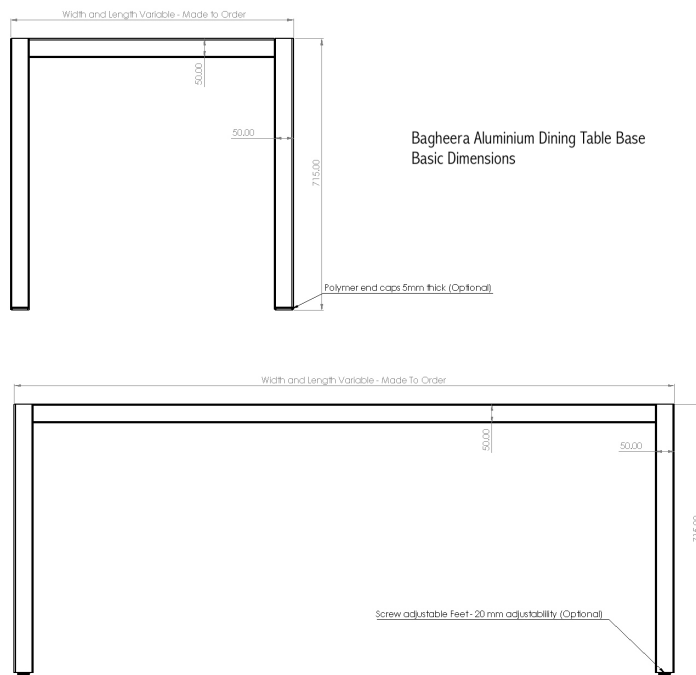 Width and Length Variable - Made to Order
50.00
50.00
715.00
Bagheera Aluminium Dining Table Base
Basic Dimensions
Polymer end caps 5mm thick (Optional)
Width and Length Variable - Made To Order
50.00
50.00
715.00
Screw adjustable Feet - 20 mm adjustability (Optional)